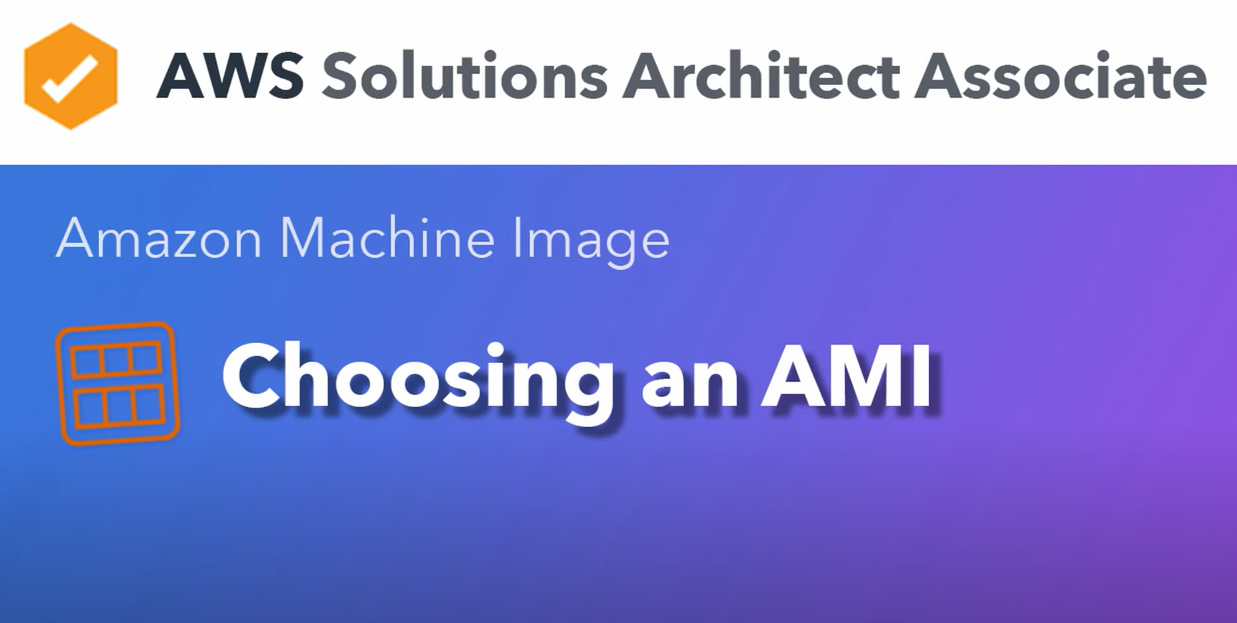 AWS Solutions Architect Associate
Amazon Machine Image
Choosing an AMI